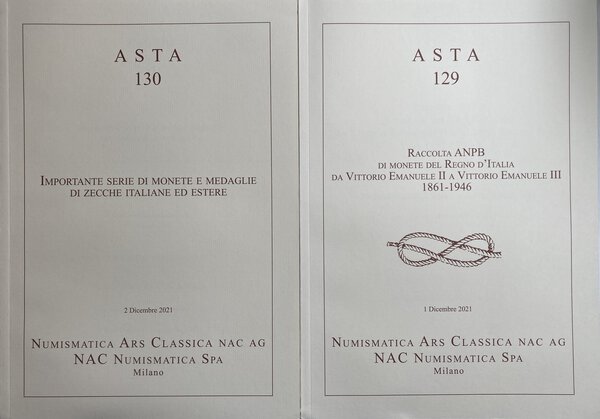 ASTA
130
IMPORTANTE SERIE DI MONETE E MEDAGLIE
DI ZECCHE ITALIANE ED ESTERE
2 Dicembre 2021
NUMISMATICA ARS CLASSICA NAC AG
NAC NUMISMATICA SPA
Milano
ASTA
129
RACCOLTA ANPB
DI MONETE DEL REGNO D'ITALIA
DA VITTORIO EMANUELE II A VITTORIO EMANUELE III
1861-1946
1 Dicembre 2021
NUMISMATICA ARS CLASSICA NAC AG
NAC NUMISMATICA SPA
Milano